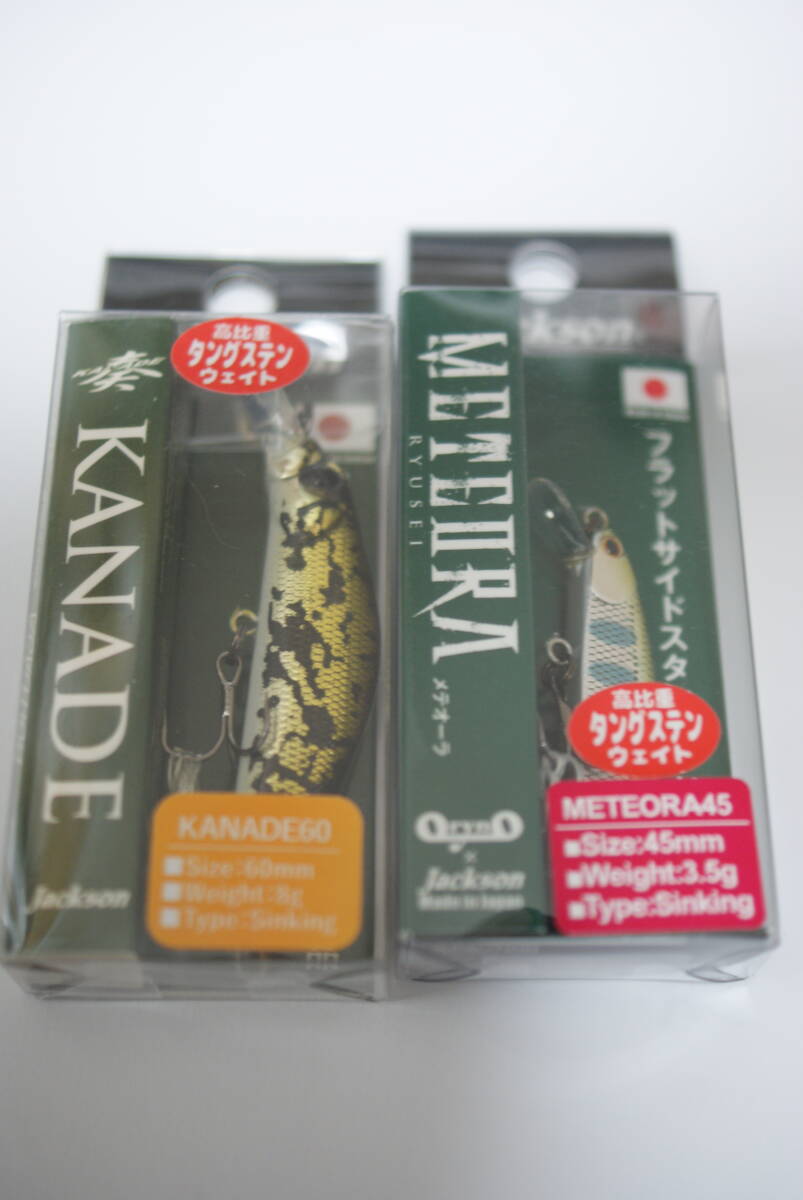 奏
KANADE
高比重
タングステン
ウェイト
KANADE
Jackson
KANADE60
■Size:60mm
■Weight:8g
■Type:Sinking
Jackson
METEORA
RYUSEI
メテオーラ
フラットサイドスタ
高比重
タングステン
ウェイト
×
Jackson
Made in Japan
METEORA45
■Size:45mm
■Weight:3.5g
■Type:Sinking